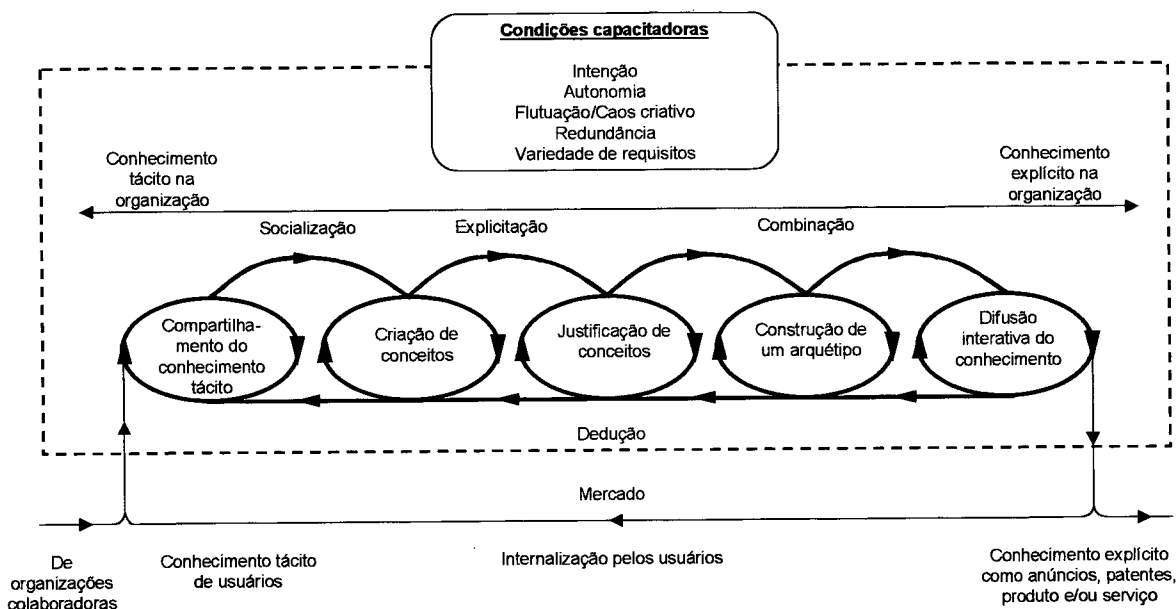 Condições capacitadoras
Intenção
Autonomia
Flutuação/Caos criativo
Redundância
Variedade de requisitos
Conhecimento
tácito na
organização
Conhecimento
explícito na
organização
Socialização
Explicitação
Combinação
Compartilha-
mento do
conhecimento
tácito
Criação de
conceitos
Justificação de
conceitos
Construção de
um arquétipo
Difusão
interativa do
conhecimento
Dedução
Mercado
De
organizações
colaboradoras
Conhecimento tácito
de usuários
Internalização pelos usuários
Conhecimento explícito
como anúncios, patentes,
produto e/ou serviço